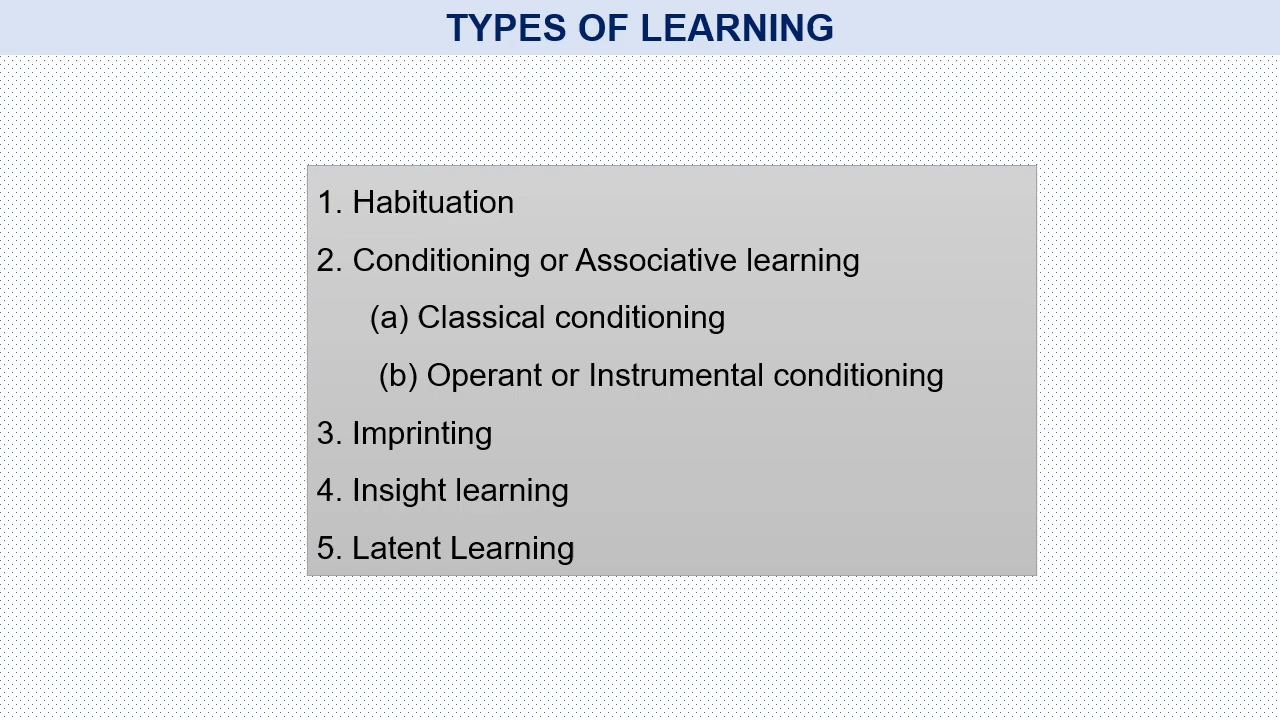 TYPES OF LEARNING
1. Habituation
2. Conditioning or Associative learning
(a) Classical conditioning
(b) Operant or Instrumental conditioning
3. Imprinting
4. Insight learning
5. Latent Learning